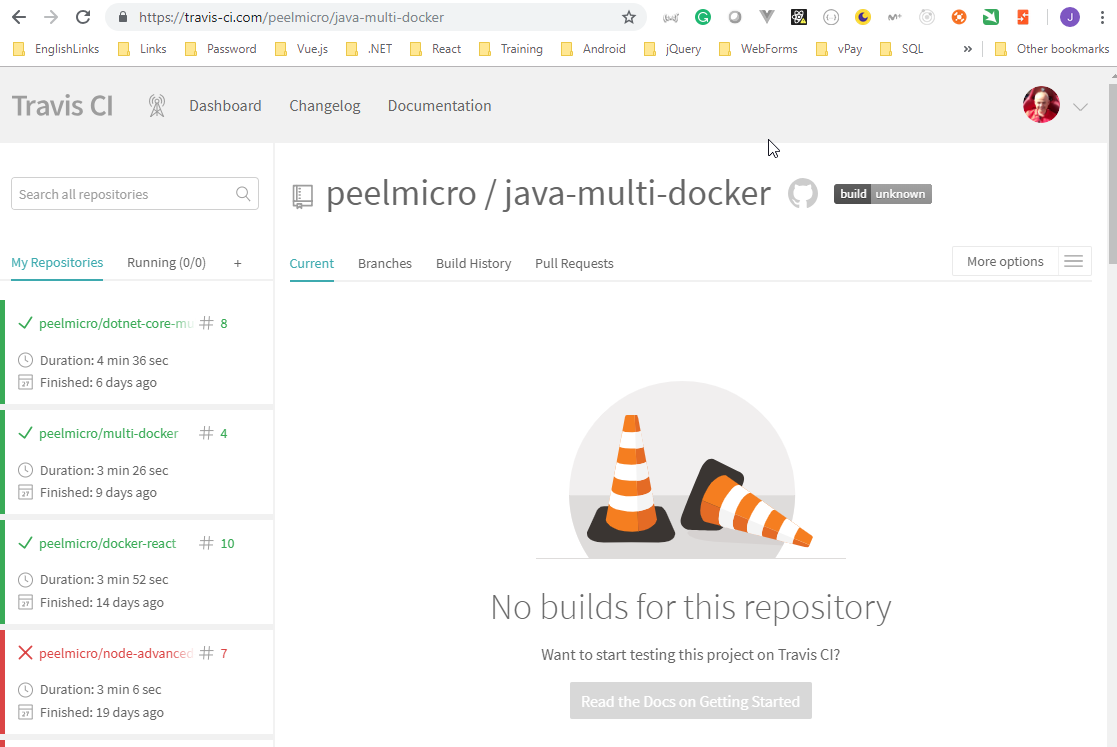 https://travis-ci.com/peelmicro/java-multi-docker
J
EnglishLinks Links Password Vue.js .NET React Training Android jQuery WebForms vPay SQL » Other bookmarks
Travis CI Dashboard Changelog Documentation
Search all repositories
peelmicro / java-multi-docker build unknown
My Repositories Running (0/0) +
Current Branches Build History Pull Requests More options
peelmicro/dotnet-core-mu # 8
Duration: 4 min 36 sec
27 Finished: 6 days ago
peelmicro/multi-docker # 4
Duration: 3 min 26 sec
27 Finished: 9 days ago
peelmicro/docker-react # 10
Duration: 3 min 52 sec
27 Finished: 14 days ago
peelmicro/node-advanced # 7
Duration: 3 min 6 sec
27 Finished: 19 days ago
No builds for this repository
Want to start testing this project on Travis CI?
Read the Docs on Getting Started